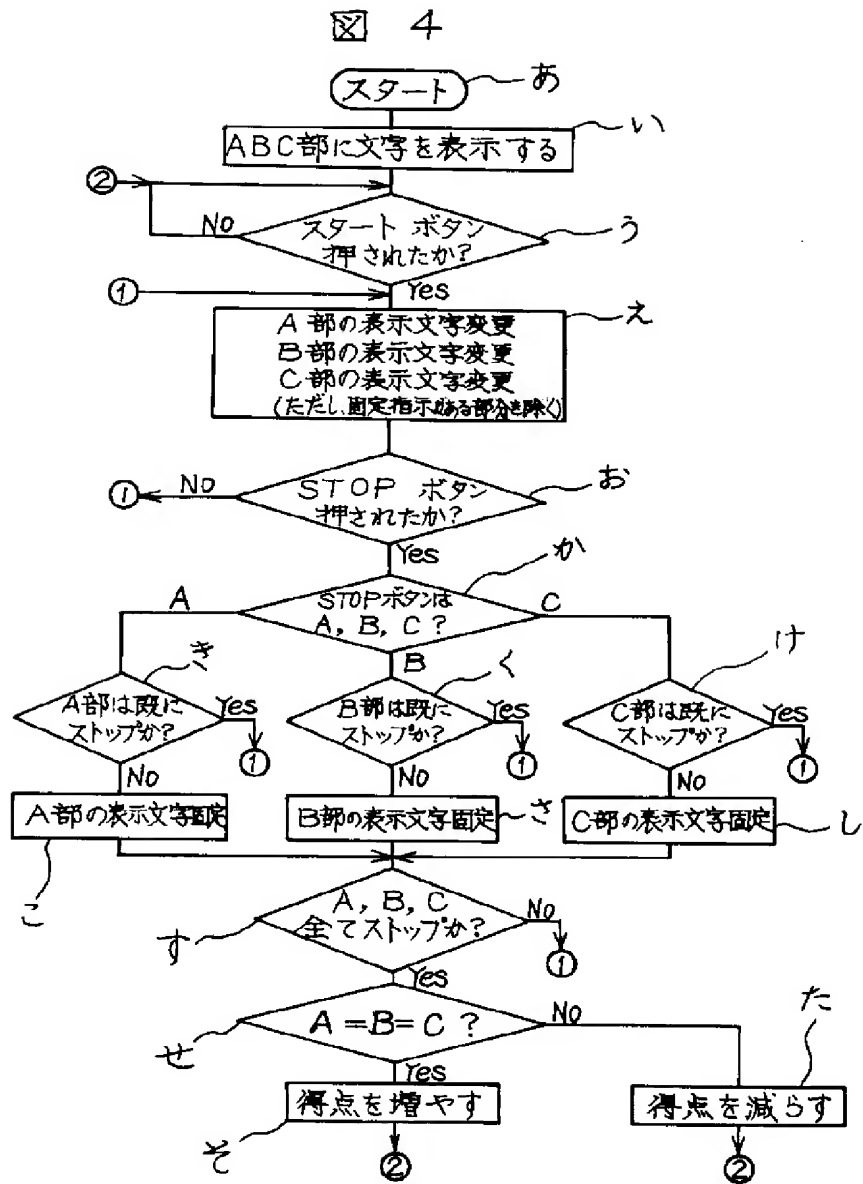 図 4
スタート
あ
ABC部に文字を表示する
い
②
No
スタート ボタン
押されたか?
う
①
Yes
A部の表示文字変更
B部の表示文字変更
C部の表示文字変更
(ただし、固定指示がある部分を除く)
え
①
NO
STOP ボタン
押されたか?
お
Yes
か
A
STOPボタンは
A, B, C ?
C
B
き
く
け
A部は既に
ストップか?
Yes
①
B部は既に
ストップか?
Yes
①
C部は既に
ストップか?
Yes
①
No
No
No
A部の表示文字固定
B部の表示文字固定
さ
C部の表示文字固定
し
こ
A, B, C
全てストップか?
No
①
す
Yes
A=B=C ?
NO
せ
た
Yes
得点を増やす
得点を減らす
そ
②
②